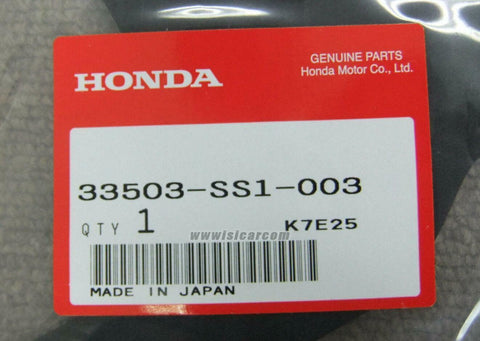 HONDA
GENUINE PARTS
Honda Motor Co., Ltd.
33503-SS1-003
QTY 1 K7E25
wwwisicarcom
MADE IN JAPAN